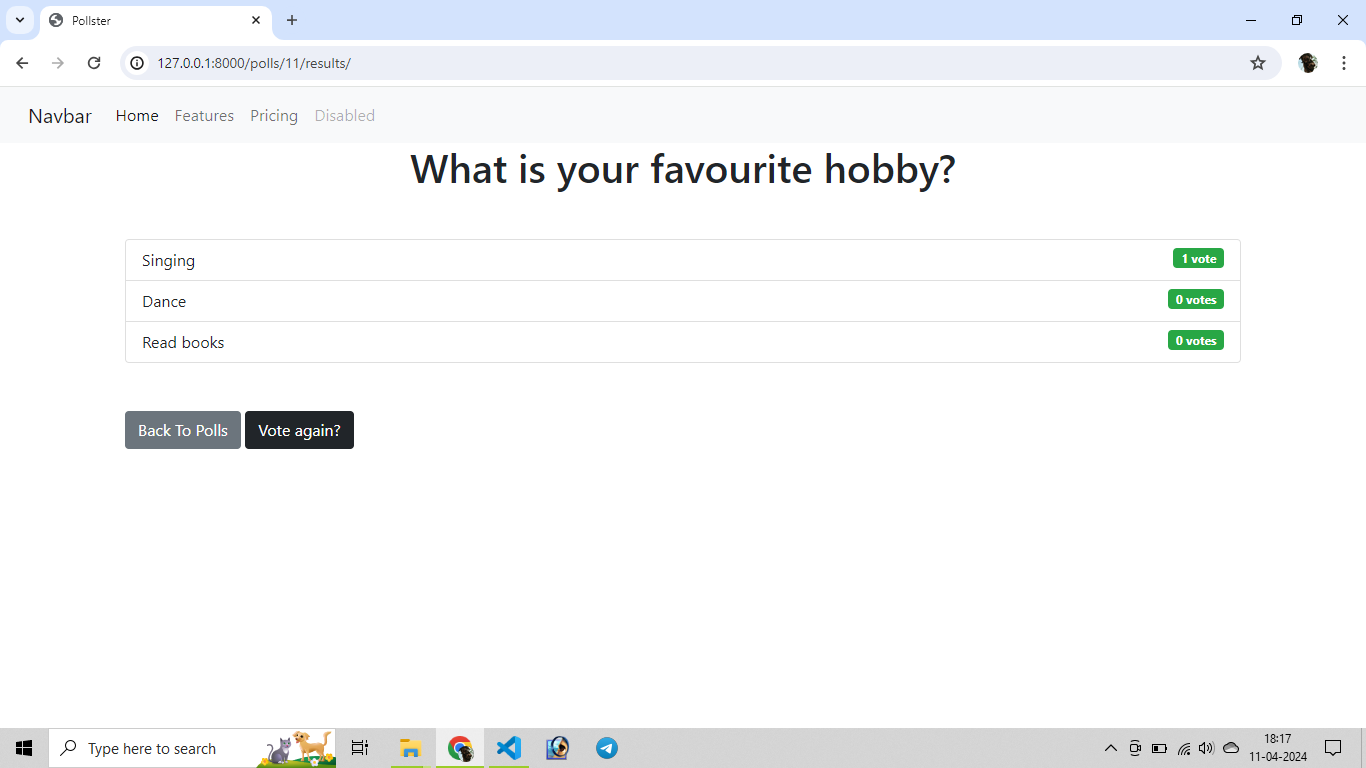 Pollster
127.0.0.1:8000/polls/11/results/
Navbar Home Features Pricing Disabled
What is your favourite hobby?
Singing 1 vote
Dance 0 votes
Read books 0 votes
Back To Polls Vote again?
Type here to search
18:17
11-04-2024